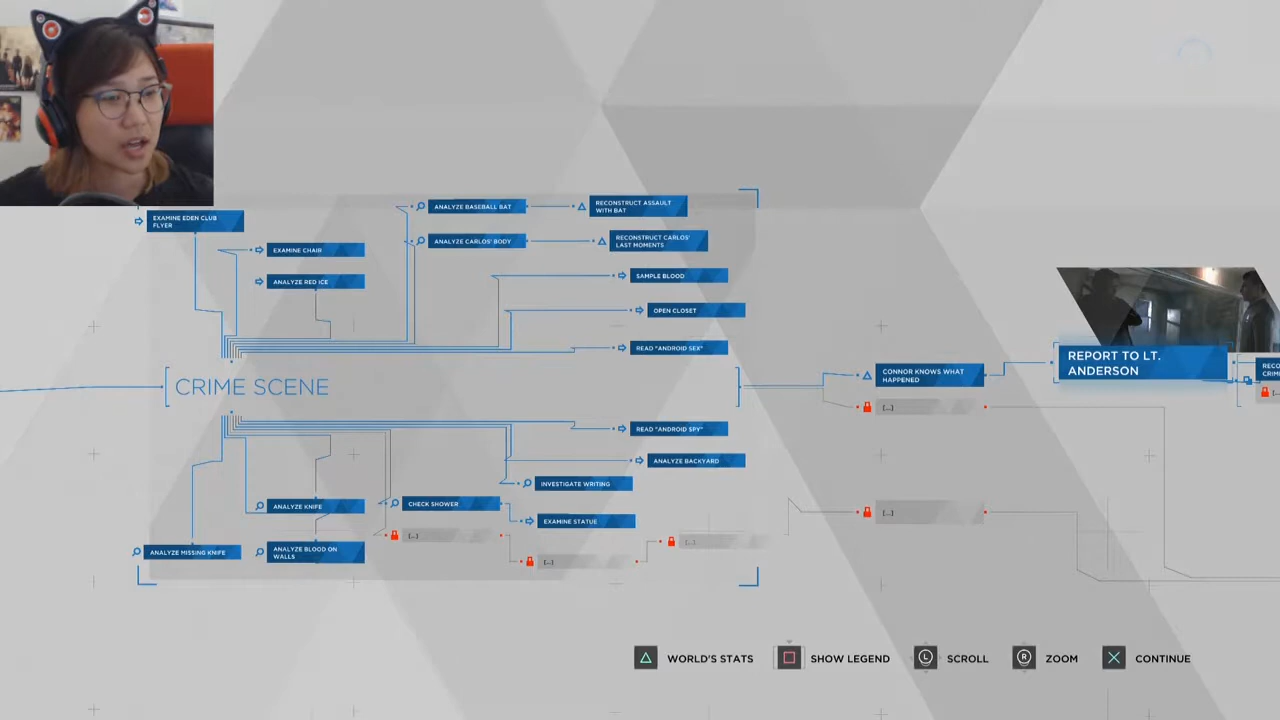 EXAMINE EDEN CLUB
FLYER
EXAMINE CHAIR
ANALYZE RED ICE
ANALYZE BASEBALL BAT
RECONSTRUCT ASSAULT
WITH BAT
ANALYZE CARLOS' BODY
RECONSTRUCT CARLOS'
LAST MOMENTS
SAMPLE BLOOD
OPEN CLOSET
READ "ANDROID SEX"
CRIME SCENE
CONNOR KNOWS WHAT
HAPPENED
[...]
REPORT TO LT.
ANDERSON
READ "ANDROID SPY"
ANALYZE BACKYARD
INVESTIGATE WRITING
ANALYZE KNIFE
CHECK SHOWER
EXAMINE STATUE
[...]
[...]
[...]
[...]
ANALYZE MISSING KNIFE
ANALYZE BLOOD ON
WALLS
WORLD'S STATS
SHOW LEGEND
L
SCROLL
R
ZOOM
CONTINUE